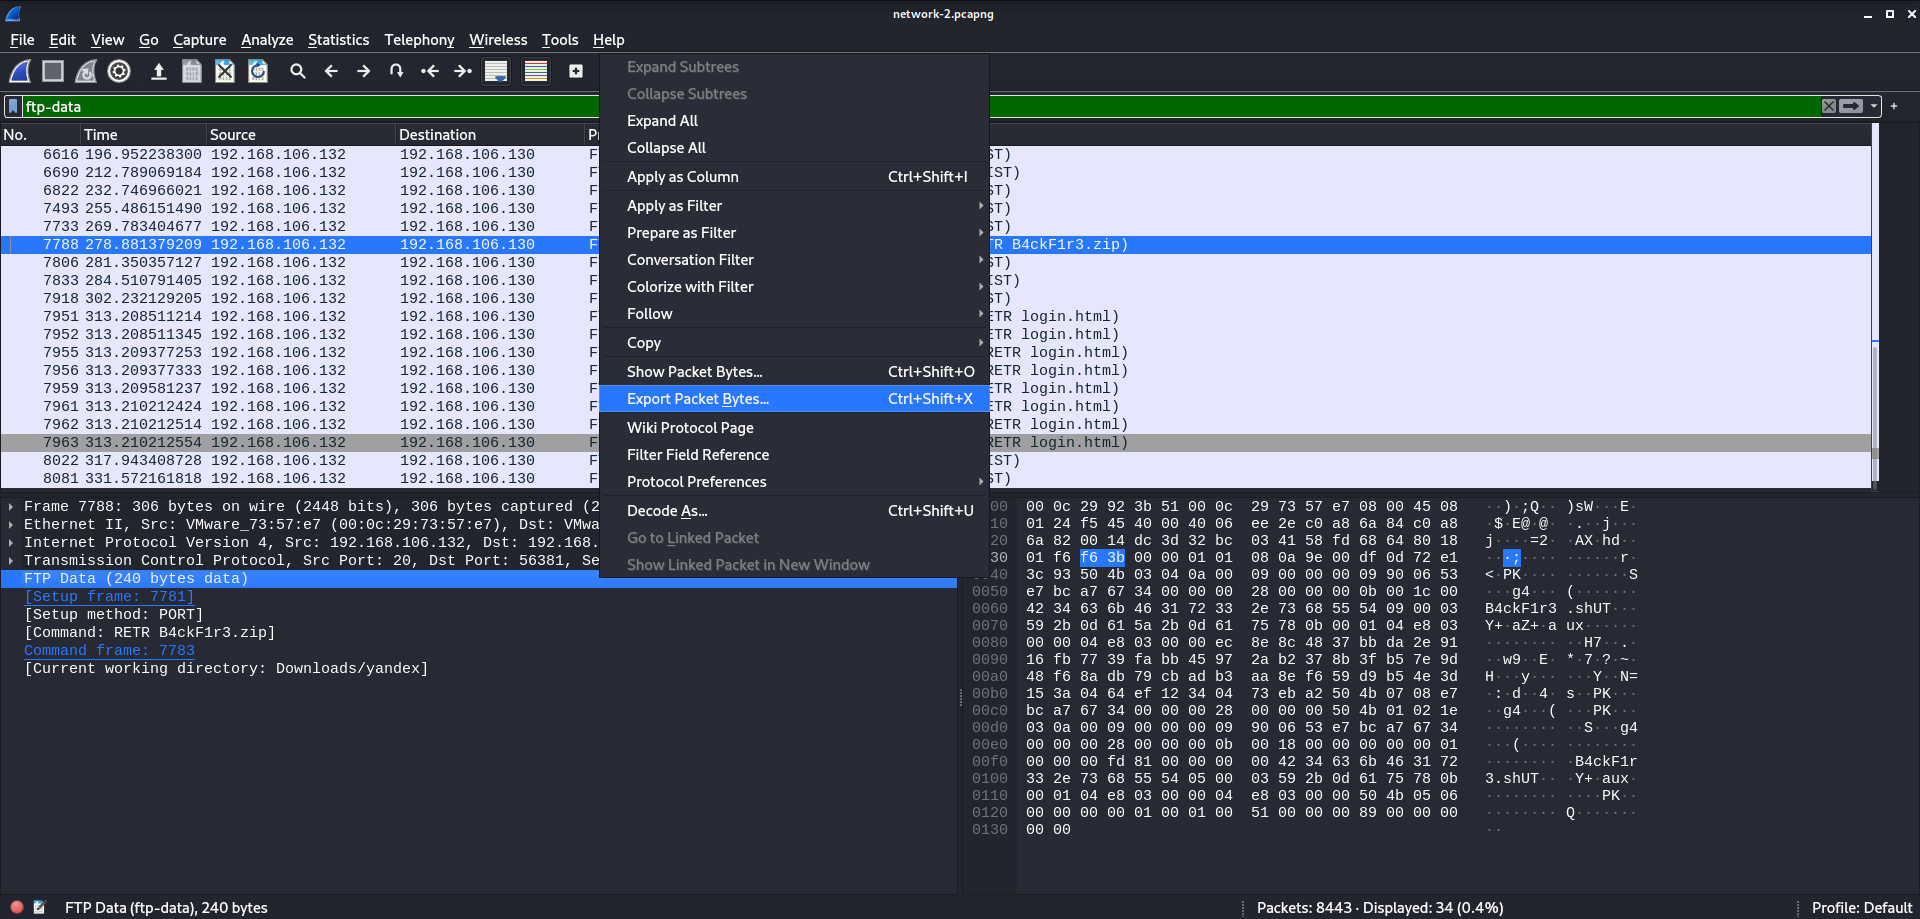 network-2.pcapng
File Edit View Go Capture Analyze Statistics Telephony Wireless Tools Help
ftp-data
No. Time Source Destination
6616 196.952238300 192.168.106.132 192.168.106.130 F ST)
6690 212.789069184 192.168.106.132 192.168.106.130 F IST)
6822 232.746966021 192.168.106.132 192.168.106.130 F ST)
7493 255.486151490 192.168.106.132 192.168.106.130 F ST)
7733 269.783404677 192.168.106.132 192.168.106.130 F ST)
7788 278.881379209 192.168.106.132 192.168.106.130 F TR B4ckF1r3.zip)
7806 281.350357127 192.168.106.132 192.168.106.130 F ST)
7833 284.510791405 192.168.106.132 192.168.106.130 F IST)
7918 302.232129205 192.168.106.132 192.168.106.130 F ST)
7951 313.208511214 192.168.106.132 192.168.106.130 F ETR login.html)
7952 313.208511345 192.168.106.132 192.168.106.130 F ETR login.html)
7955 313.209377253 192.168.106.132 192.168.106.130 F RETR login.html)
7956 313.209377333 192.168.106.132 192.168.106.130 F RETR login.html)
7959 313.209581237 192.168.106.132 192.168.106.130 F ETR login.html)
7961 313.210212424 192.168.106.132 192.168.106.130 F ETR login.html)
7962 313.210212514 192.168.106.132 192.168.106.130 F RETR login.html)
7963 313.210212554 192.168.106.132 192.168.106.130 F RETR login.html)
8022 317.943408728 192.168.106.132 192.168.106.130 F IST)
8081 331.572161818 192.168.106.132 192.168.106.130 F ST)
Expand Subtrees
Collapse Subtrees
Expand All
Collapse All
Apply as Column Ctrl+Shift+I
Apply as Filter
Prepare as Filter
Conversation Filter
Colorize with Filter
Follow
Copy
Show Packet Bytes... Ctrl+Shift+O
Export Packet Bytes... Ctrl+Shift+X
Wiki Protocol Page
Filter Field Reference
Protocol Preferences
Decode As... Ctrl+Shift+U
Go to Linked Packet
Show Linked Packet in New Window
Frame 7788: 306 bytes on wire (2448 bits), 306 bytes captured (2
Ethernet II, Src: VMware_73:57:e7 (00:0c:29:73:57:e7), Dst: VMwa
Internet Protocol Version 4, Src: 192.168.106.132, Dst: 192.168.
Transmission Control Protocol, Src Port: 20, Dst Port: 56381, Se
FTP Data (240 bytes data)
[Setup frame: 7781]
[Setup method: PORT]
[Command: RETR B4ckF1r3.zip]
Command frame: 7783
[Current working directory: Downloads/yandex]
00 00 0c 29 92 3b 51 00 0c 29 73 57 e7 08 00 45 08 ··)·;Q·· )sW···E·
10 01 24 f5 45 40 00 40 06 ee 2e c0 a8 6a 84 c0 a8 ·$·E@·@· ·.··j···
20 6a 82 00 14 dc 3d 32 bc 03 41 58 fd 68 64 80 18 j····=2· ·AX·hd··
30 01 f6 f6 3b 00 00 01 01 08 0a 9e 00 df 0d 72 e1 ···;···· ······r·
0040 3c 93 50 4b 03 04 0a 00 09 00 00 00 09 90 06 53 <·PK···· ·······S
0050 e7 bc a7 67 34 00 00 00 28 00 00 00 0b 00 1c 00 ···g4··· (·······
0060 42 34 63 6b 46 31 72 33 2e 73 68 55 54 09 00 03 B4ckF1r3 .shUT···
0070 59 2b 0d 61 5a 2b 0d 61 75 78 0b 00 01 04 e8 03 Y+·aZ+·a ux······
0080 00 00 04 e8 03 00 00 ec 8e 8c 48 37 bb da 2e 91 ········ ··H7··.·
0090 16 fb 77 39 fa bb 45 97 2a b2 37 8b 3f b5 7e 9d ··w9··E· *·7·?·~·
00a0 48 f6 8a db 79 cb ad b3 aa 8e f6 59 d9 b5 4e 3d H···y··· ···Y··N=
00b0 15 3a 04 64 ef 12 34 04 73 eb a2 50 4b 07 08 e7 ·:·d··4· s··PK···
00c0 bc a7 67 34 00 00 00 28 00 00 00 50 4b 01 02 1e ··g4···( ···PK···
00d0 03 0a 00 09 00 00 00 09 90 06 53 e7 bc a7 67 34 ········ ··S···g4
00e0 00 00 00 28 00 00 00 0b 00 18 00 00 00 00 00 01 ···(···· ········
00f0 00 00 00 fd 81 00 00 00 00 42 34 63 6b 46 31 72 ········ ·B4ckF1r
0100 33 2e 73 68 55 54 05 00 03 59 2b 0d 61 75 78 0b 3.shUT·· ·Y+·aux·
0110 00 01 04 e8 03 00 00 04 e8 03 00 00 50 4b 05 06 ········ ····PK··
0120 00 00 00 00 01 00 01 00 51 00 00 00 89 00 00 00 ········ Q·······
0130 00 00 ··
FTP Data (ftp-data), 240 bytes
Packets: 8443 · Displayed: 34 (0.4%)
Profile: Default